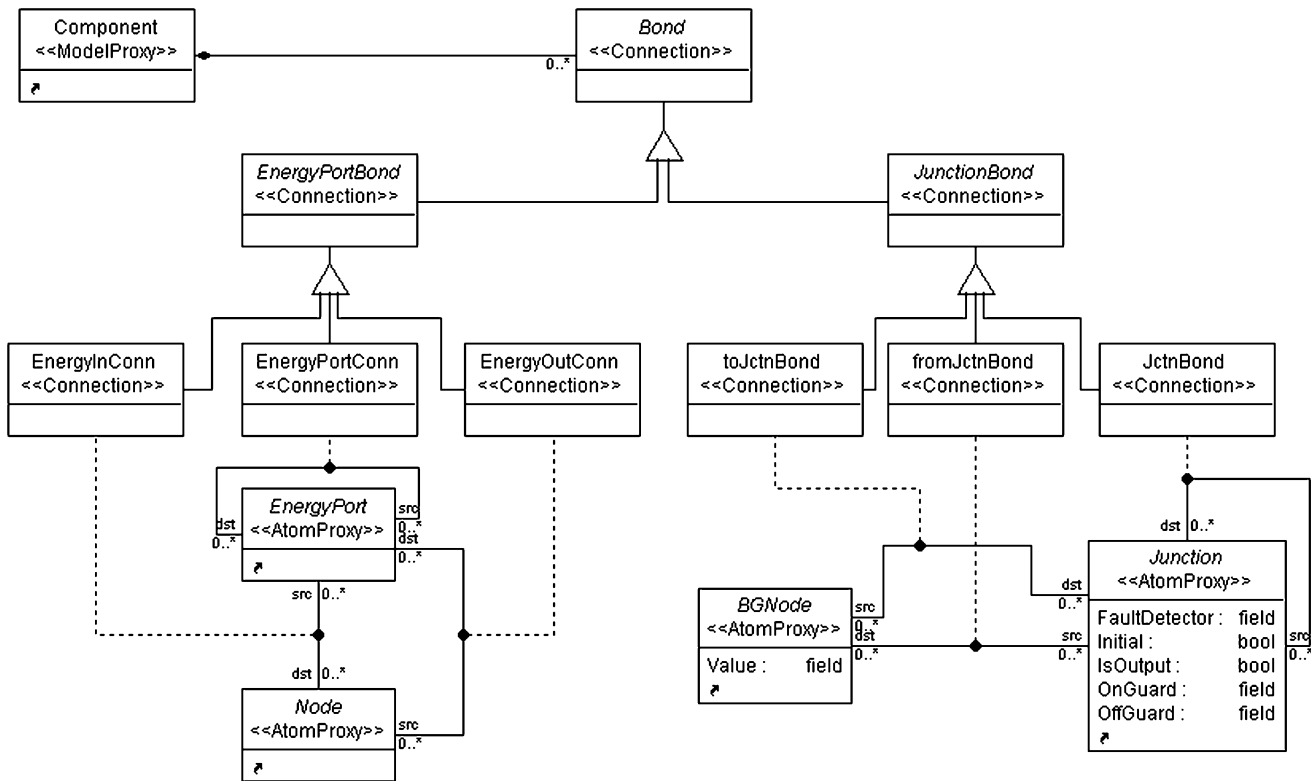 Component
<<ModelProxy>>
Bond
<<Connection>>
0..*
EnergyPortBond
<<Connection>>
JunctionBond
<<Connection>>
EnergyInConn
<<Connection>>
EnergyPortConn
<<Connection>>
EnergyOutConn
<<Connection>>
toJctnBond
<<Connection>>
fromJctnBond
<<Connection>>
JctnBond
<<Connection>>
EnergyPort
<<AtomProxy>>
dst
0..*
src
0..*
dst
0..*
src 0..*
dst 0..*
Node
<<AtomProxy>>
src
0..*
BGNode
<<AtomProxy>>
Value : field
src
0..*
dst
0..*
dst
0..*
src
0..*
dst 0..*
Junction
<<AtomProxy>>
FaultDetector : field
Initial : bool
IsOutput : bool
OnGuard : field
OffGuard : field
src
0..*